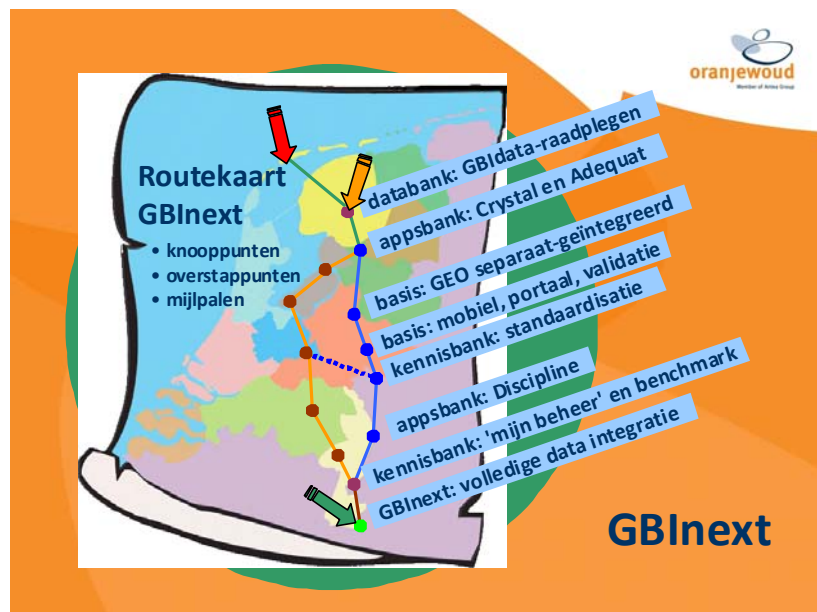 oranjewoud
Member of Antea Group
Routekaart
GBInext
• knooppunten
• overstappunten
• mijlpalen
databank: GBIdata-raadplegen
appsbank: Crystal en Adequat
basis: GEO separaat-geïntegreerd
basis: mobiel, portaal, validatie
kennisbank: standaardisatie
appsbank: Discipline
kennisbank: 'mijn beheer' en benchmark
GBInext: volledige data integratie
GBInext